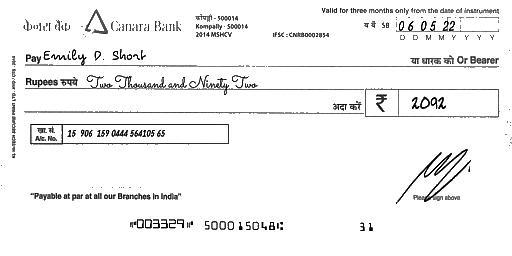 Valid for three months only from the date of instrument
केनरा बैंक Canara Bank
कोंपल्ली - 500014
Kompally - 500014
2014 MSHCV
IFSC : CNRB0002854
SB 06 05 22
D D M M Y Y Y Y
Pay Emily D. Short या धारक को Or Bearer
Rupees रुपये Two Thousand and Ninety Two
अदा करें ₹ 2092
खा. सं.
A/c. No. 15 906 159 0444 564105 65
"Payable at par at all our Branches in India"
Please sign above
⑈003329⑈ 500015048⑆ 31